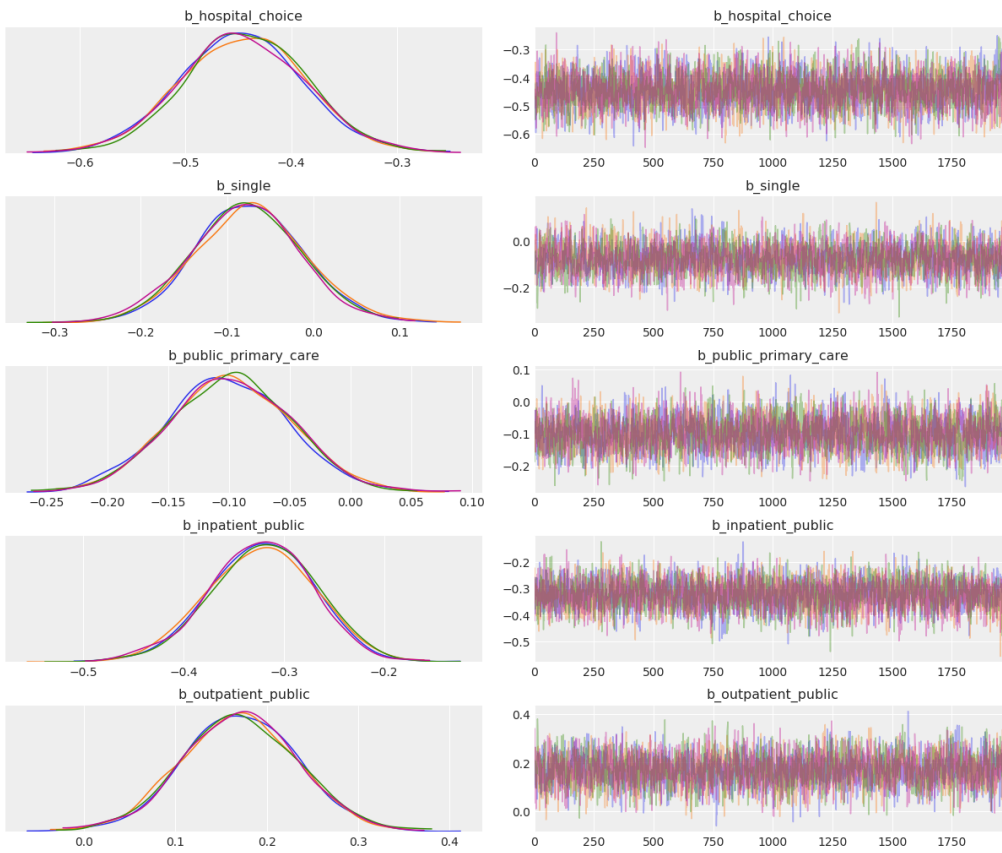 b_hospital_choice b_hospital_choice
−0.3
−0.4
−0.5
−0.6
−0.6 −0.5 −0.4 −0.3 0 250 500 750 1000 1250 1500 1750
b_single b_single
0.0
−0.2
−0.3 −0.2 −0.1 0.0 0.1 0 250 500 750 1000 1250 1500 1750
b_public_primary_care b_public_primary_care
0.1
0.0
−0.1
−0.2
−0.25 −0.20 −0.15 −0.10 −0.05 0.00 0.05 0.10 0 250 500 750 1000 1250 1500 1750
b_inpatient_public b_inpatient_public
−0.2
−0.3
−0.4
−0.5
−0.5 −0.4 −0.3 −0.2 0 250 500 750 1000 1250 1500 1750
b_outpatient_public b_outpatient_public
0.4
0.2
0.0
0.0 0.1 0.2 0.3 0.4 0 250 500 750 1000 1250 1500 1750